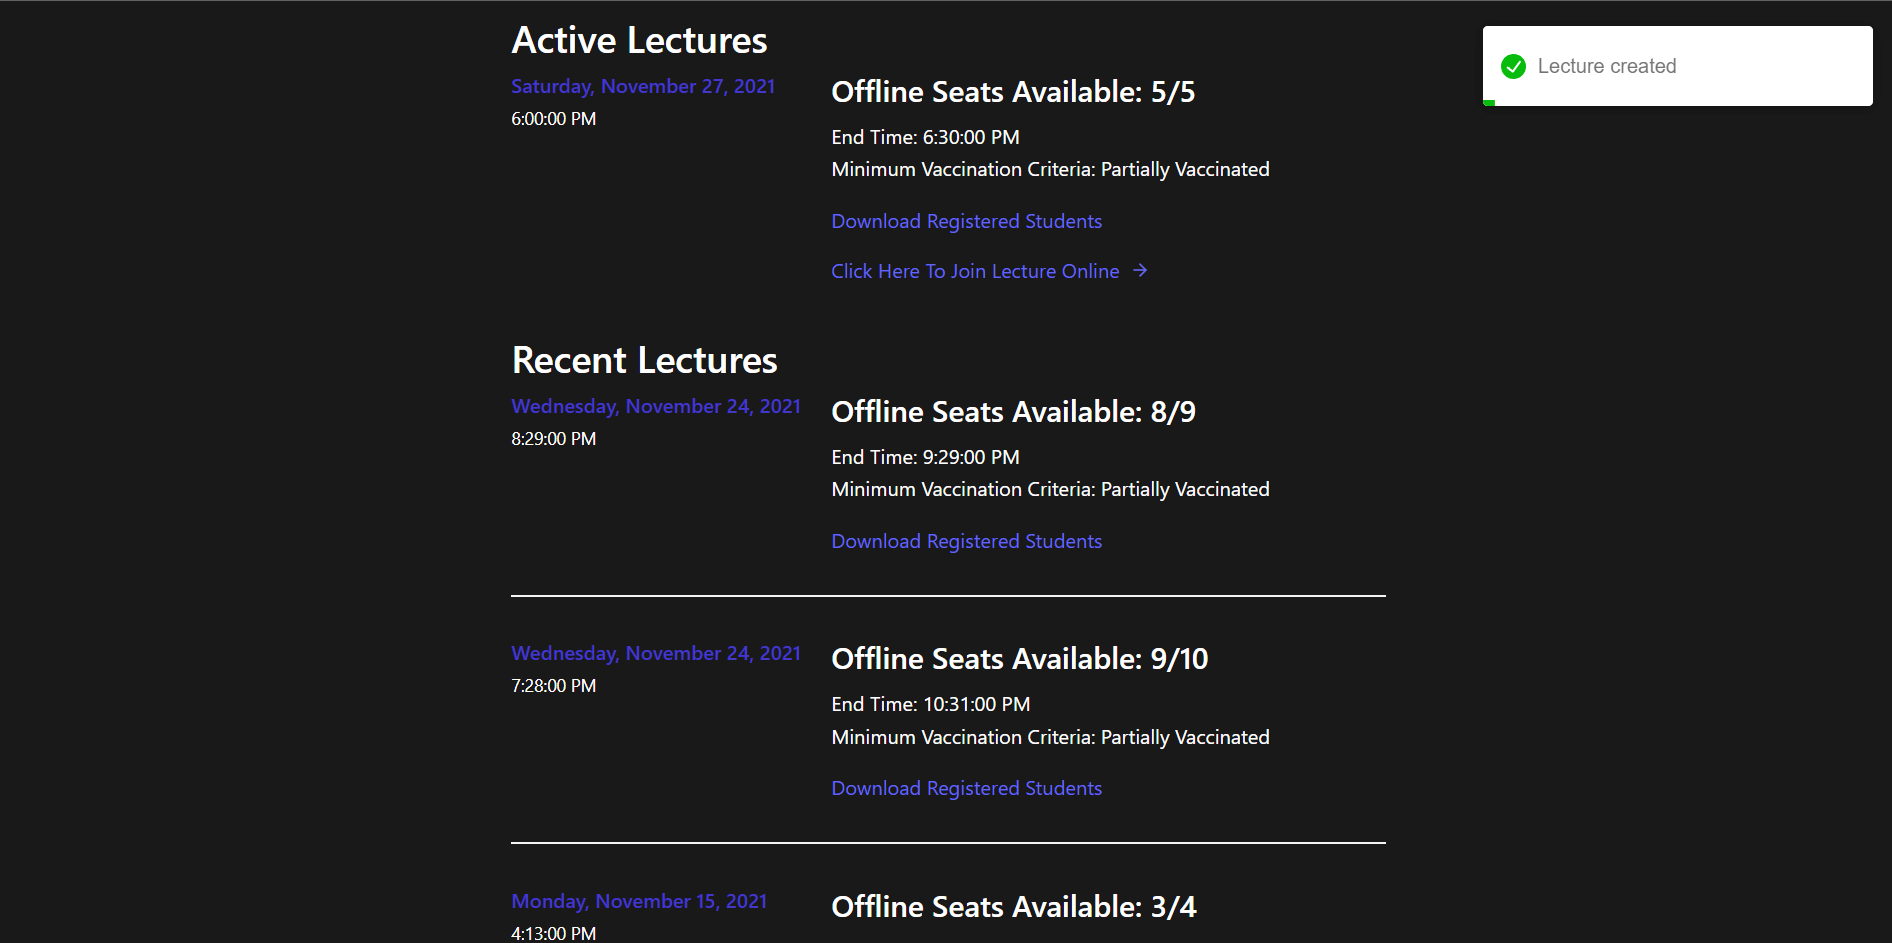 Active Lectures
Saturday, November 27, 2021
6:00:00 PM
Offline Seats Available: 5/5
End Time: 6:30:00 PM
Minimum Vaccination Criteria: Partially Vaccinated
Download Registered Students
Click Here To Join Lecture Online →
Lecture created
Recent Lectures
Wednesday, November 24, 2021
8:29:00 PM
Offline Seats Available: 8/9
End Time: 9:29:00 PM
Minimum Vaccination Criteria: Partially Vaccinated
Download Registered Students
Wednesday, November 24, 2021
7:28:00 PM
Offline Seats Available: 9/10
End Time: 10:31:00 PM
Minimum Vaccination Criteria: Partially Vaccinated
Download Registered Students
Monday, November 15, 2021
4:13:00 PM
Offline Seats Available: 3/4